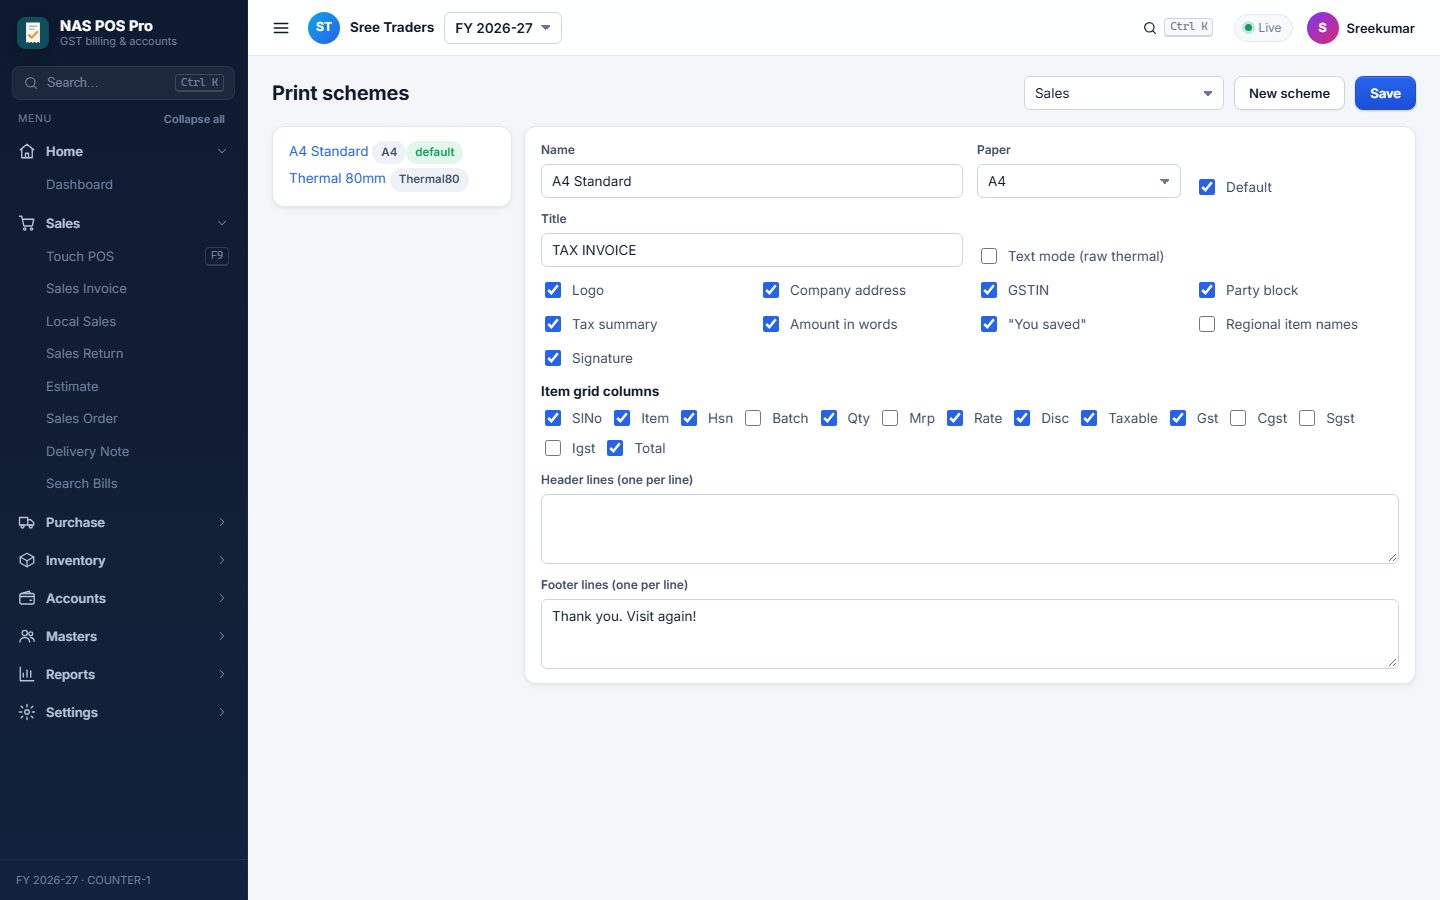 NAS POS Pro
GST billing & accounts
Search... Ctrl K
MENU Collapse all
Home
Dashboard
Sales
Touch POS F9
Sales Invoice
Local Sales
Sales Return
Estimate
Sales Order
Delivery Note
Search Bills
Purchase
Inventory
Accounts
Masters
Reports
Settings
FY 2026-27 · COUNTER-1
ST Sree Traders FY 2026-27 Ctrl K Live S Sreekumar
Print schemes Sales New scheme Save
A4 Standard A4 default
Thermal 80mm Thermal80
Name Paper
A4 Standard A4 Default
Title
TAX INVOICE Text mode (raw thermal)
Logo Company address GSTIN Party block
Tax summary Amount in words "You saved" Regional item names
Signature
Item grid columns
SlNo Item Hsn Batch Qty Mrp Rate Disc Taxable Gst Cgst Sgst
Igst Total
Header lines (one per line)
Footer lines (one per line)
Thank you. Visit again!